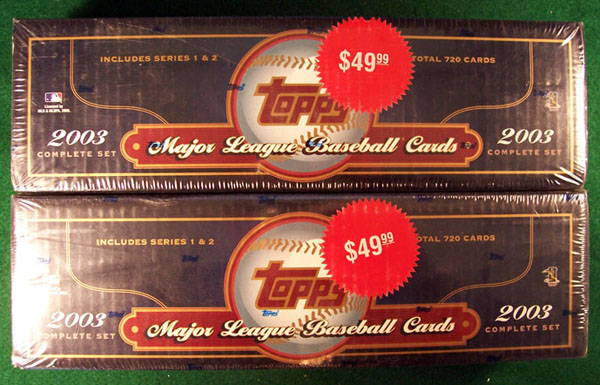 INCLUDES SERIES 1 & 2
$49.99
TOTAL 720 CARDS
Topps
2003
COMPLETE SET
Major League Baseball Cards
2003
COMPLETE SET
INCLUDES SERIES 1 & 2
$49.99
OTAL 720 CARDS
Topps
2003
COMPLETE SET
Major League Baseball Cards
2003
COMPLETE SET